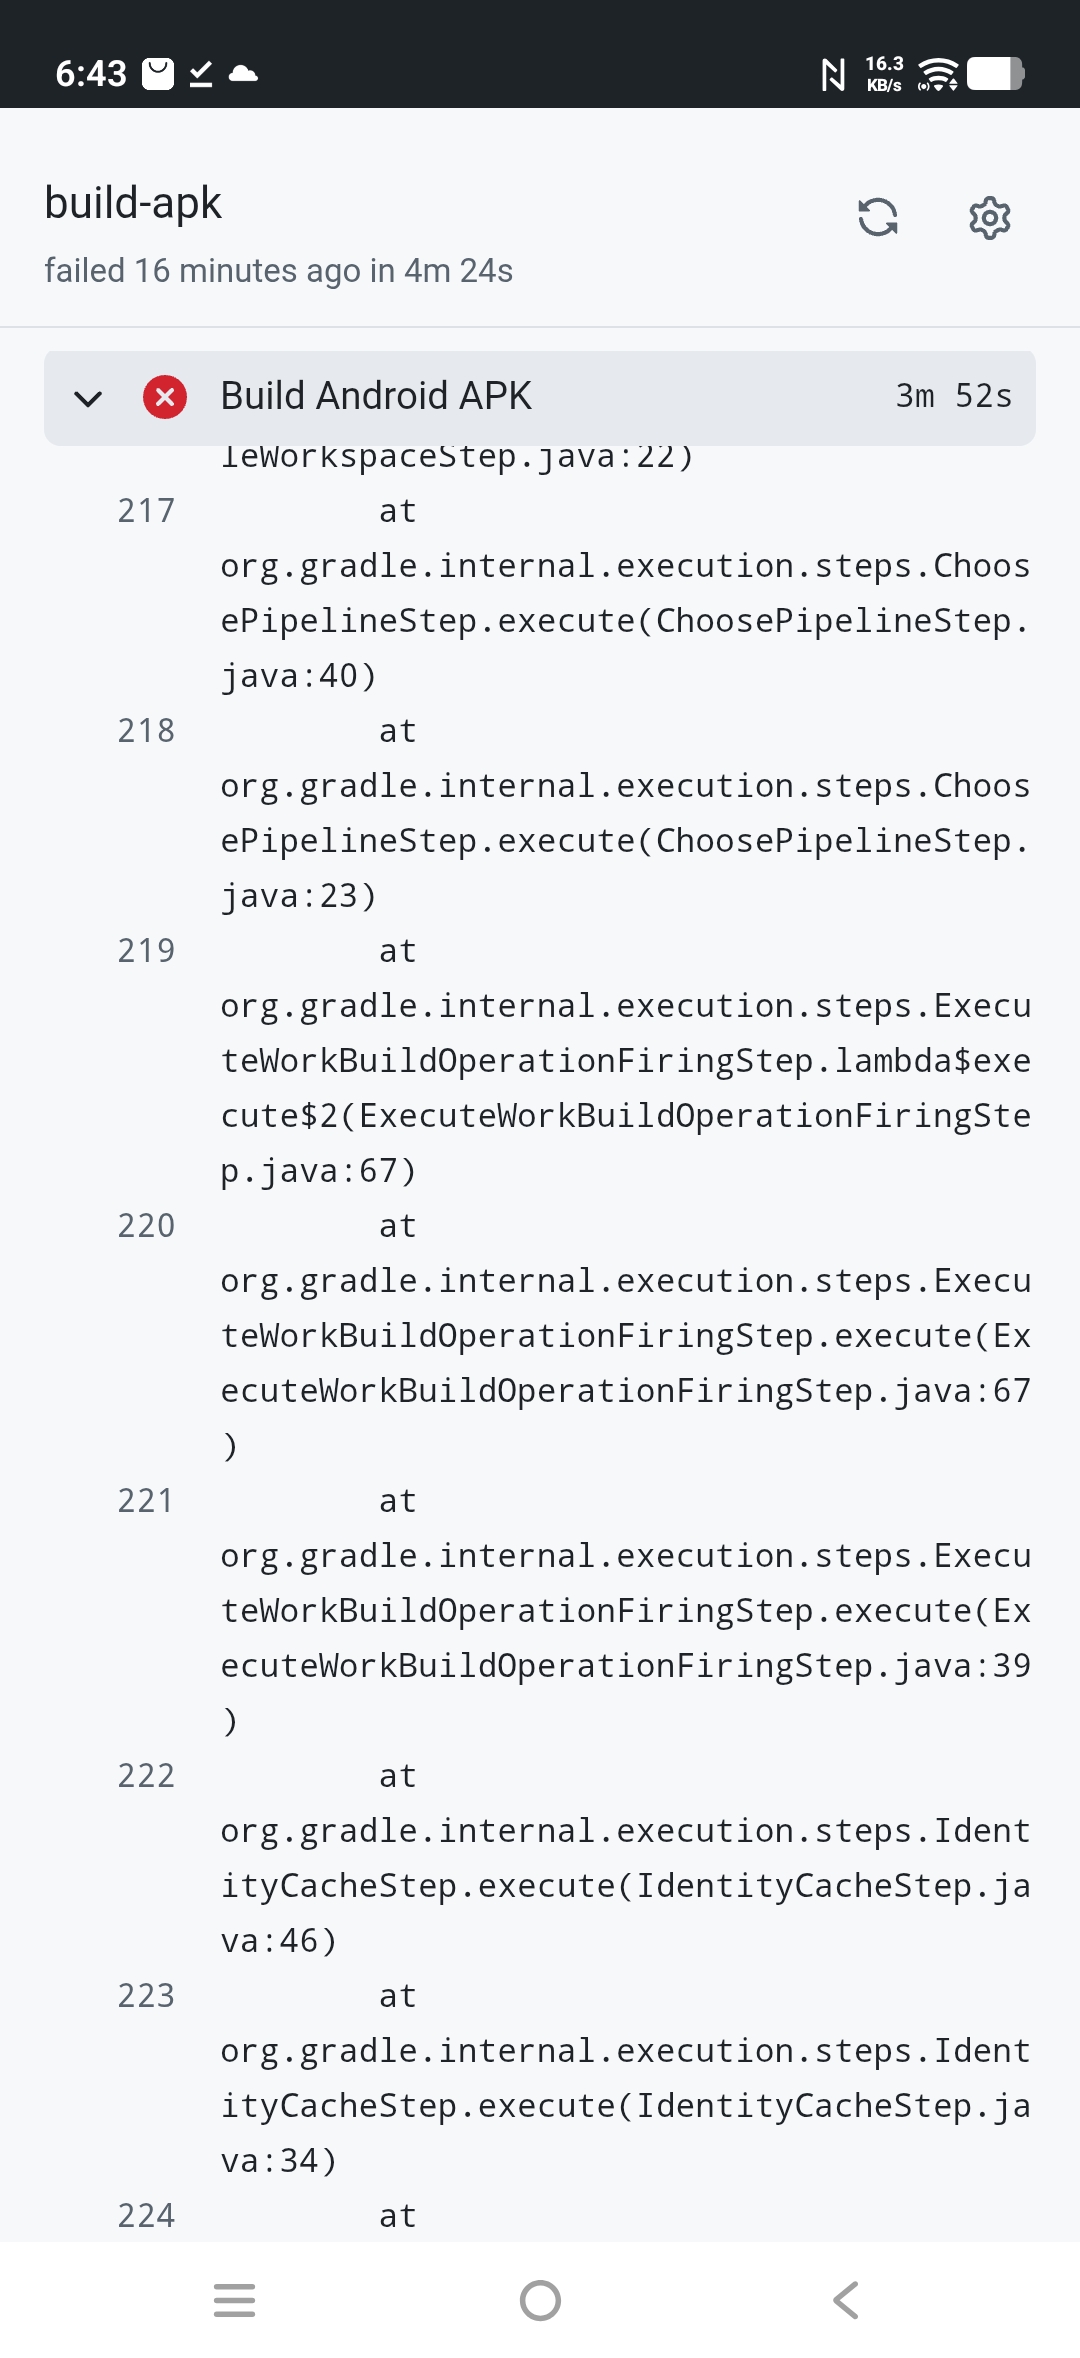 6:43
16.3
KB/s
build-apk
failed 16 minutes ago in 4m 24s
Build Android APK 3m 52s
leWorkspaceStep.java:22)
217 at
org.gradle.internal.execution.steps.Choos
ePipelineStep.execute(ChoosePipelineStep.
java:40)
218 at
org.gradle.internal.execution.steps.Choos
ePipelineStep.execute(ChoosePipelineStep.
java:23)
219 at
org.gradle.internal.execution.steps.Execu
teWorkBuildOperationFiringStep.lambda$exe
cute$2(ExecuteWorkBuildOperationFiringSte
p.java:67)
220 at
org.gradle.internal.execution.steps.Execu
teWorkBuildOperationFiringStep.execute(Ex
ecuteWorkBuildOperationFiringStep.java:67
)
221 at
org.gradle.internal.execution.steps.Execu
teWorkBuildOperationFiringStep.execute(Ex
ecuteWorkBuildOperationFiringStep.java:39
)
222 at
org.gradle.internal.execution.steps.Ident
ityCacheStep.execute(IdentityCacheStep.ja
va:46)
223 at
org.gradle.internal.execution.steps.Ident
ityCacheStep.execute(IdentityCacheStep.ja
va:34)
224 at